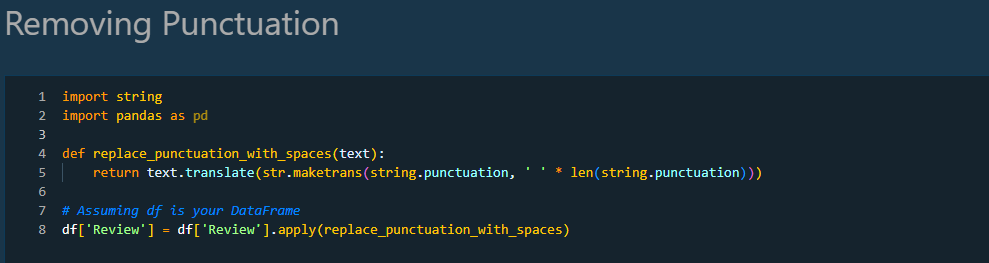 Removing Punctuation
1 import string
2 import pandas as pd
3
4 def replace_punctuation_with_spaces(text):
5     return text.translate(str.maketrans(string.punctuation, ' ' * len(string.punctuation)))
6
7 # Assuming df is your DataFrame
8 df['Review'] = df['Review'].apply(replace_punctuation_with_spaces)